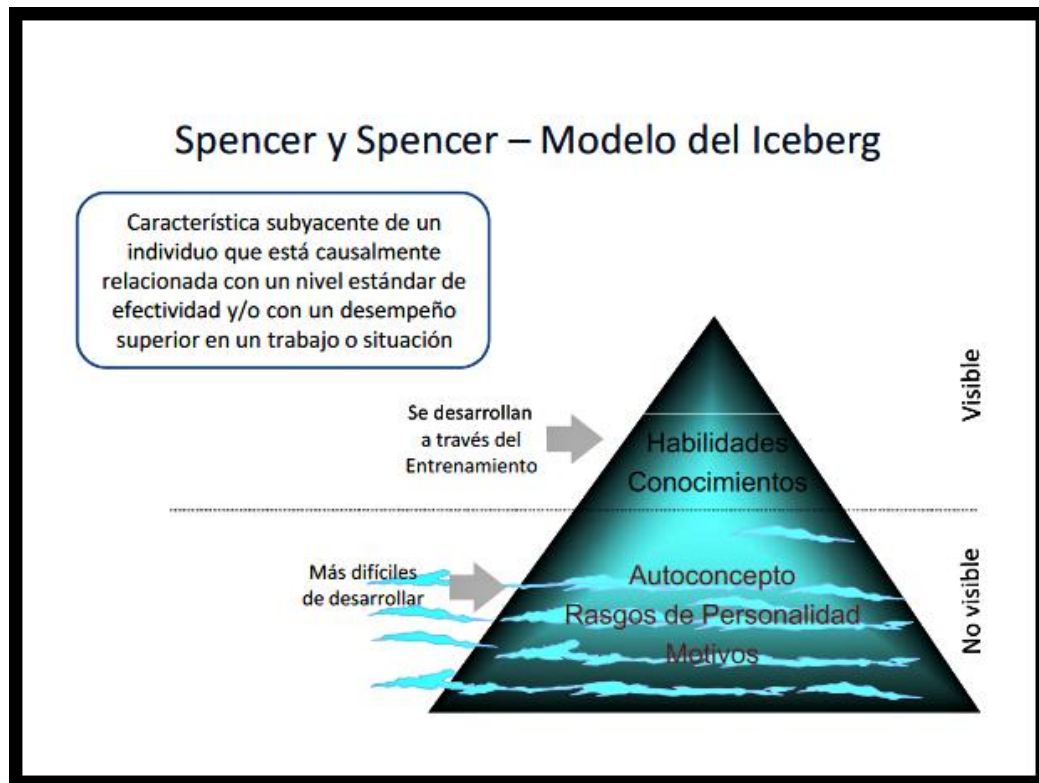 Spencer y Spencer – Modelo del Iceberg
Característica subyacente de un
individuo que está causalmente
relacionada con un nivel estándar de
efectividad y/o con un desempeño
superior en un trabajo o situación
Visible
Se desarrollan
a través del
Entrenamiento
Habilidades
Conocimientos
No visible
Más difíciles
de desarrollar
Autoconcepto
Rasgos de Personalidad
Motivos